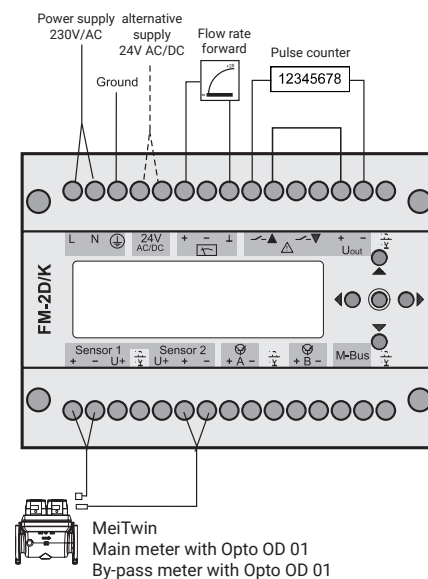 Power supply
230V/AC
alternative
supply
24V AC/DC
Flow rate
forward
Pulse counter
Ground
12345678
L N 24V AC/DC + − ⊥ + − Uout
FM-2D/K
Sensor 1 Sensor 2
+ − U+ U+ + − + A − + B − M-Bus
MeiTwin
Main meter with Opto OD 01
By-pass meter with Opto OD 01